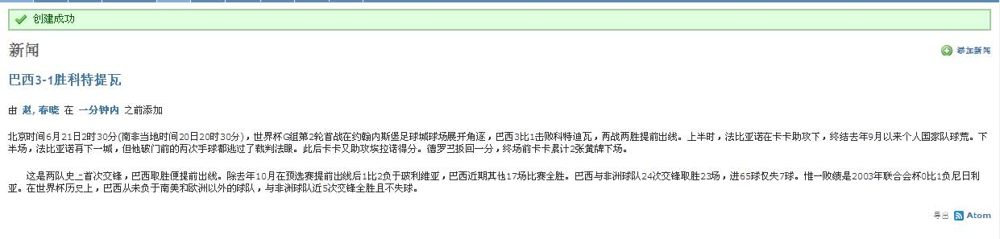 创建成功
新闻
添加新闻
巴西3-1胜科特提瓦
由 赵, 春晓 在 一分钟内 之前添加
北京时间6月21日2时30分(南非当地时间20日20时30分)，世界杯G组第2轮首战在约翰内斯堡足球城球场展开角逐，巴西3比1击败科特迪瓦，两战两胜提前出线。上半时，法比亚诺在卡卡助攻下，终结去年9月以来个人国家队球荒。下
半场，法比亚诺再下一城，但他破门前的两次手球都逃过了裁判法眼。此后卡卡又助攻埃拉诺得分。德罗巴扳回一分，终场前卡卡累计2张黄牌下场。
这是两队史上首次交锋，巴西取胜便提前出线。除去年10月在预选赛提前出线后1比2负于玻利维亚，巴西近期其他17场比赛全胜。巴西与非洲球队24次交锋取胜23场，进65球仅失7球。惟一败绩是2003年联合会杯0比1负尼日利
亚。在世界杯历史上，巴西从未负于南美和欧洲以外的球队，与非洲球队近5次交锋全胜且不失球。
导出 Atom